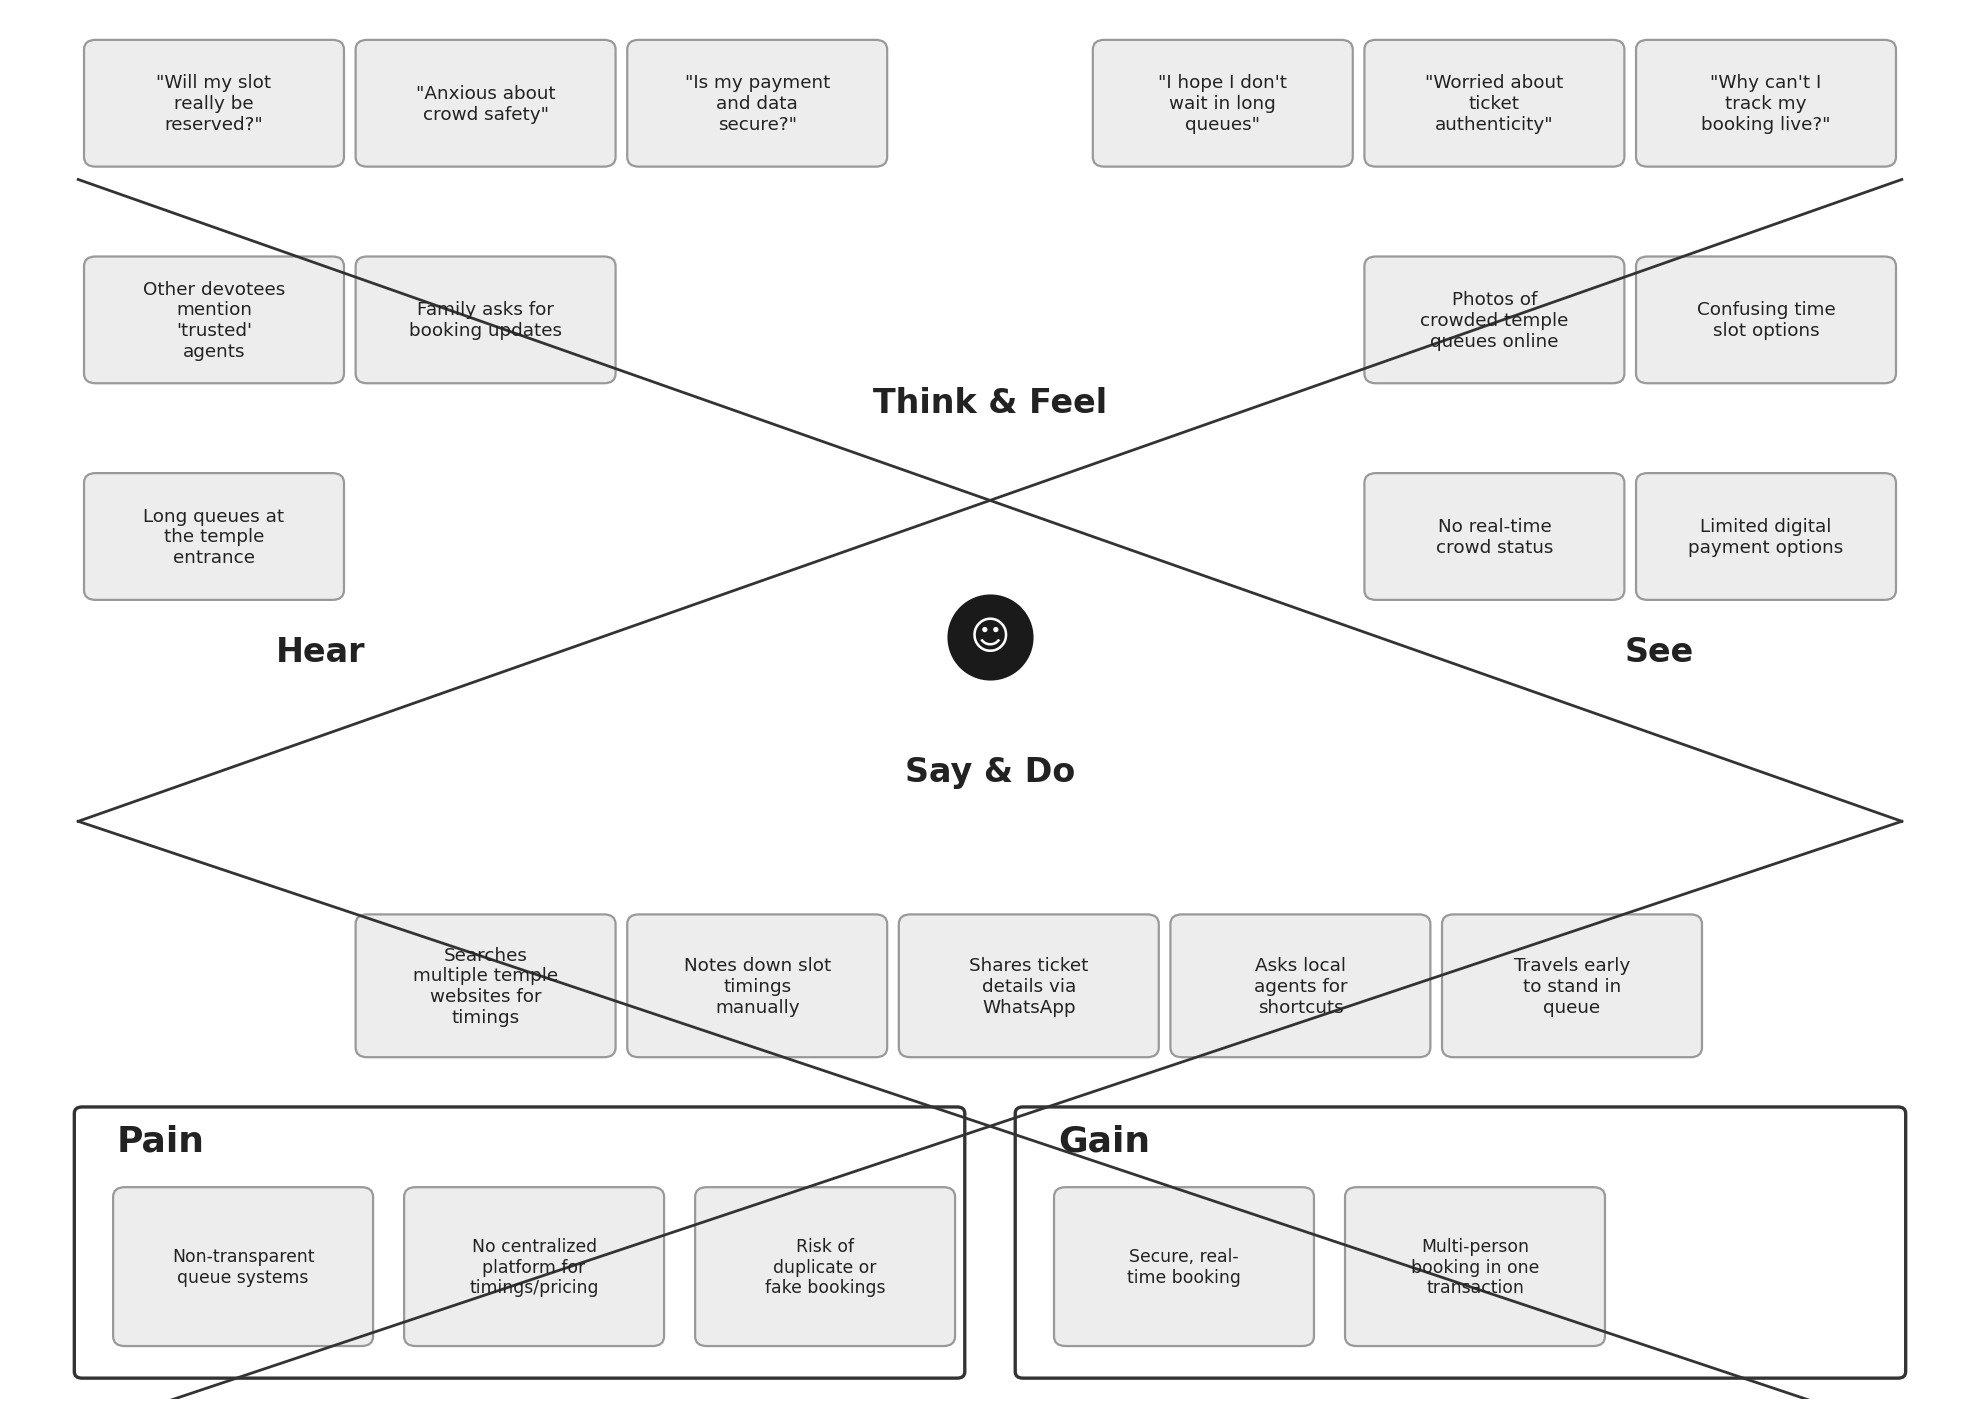 "Will my slot
really be
reserved?"
"Anxious about
crowd safety"
"Is my payment
and data
secure?"
"I hope I don't
wait in long
queues"
"Worried about
ticket
authenticity"
"Why can't I
track my
booking live?"
Other devotees
mention
'trusted'
agents
Family asks for
booking updates
Photos of
crowded temple
queues online
Confusing time
slot options
Think & Feel
Long queues at
the temple
entrance
No real-time
crowd status
Limited digital
payment options
Hear
See
Say & Do
Searches
multiple temple
websites for
timings
Notes down slot
timings
manually
Shares ticket
details via
WhatsApp
Asks local
agents for
shortcuts
Travels early
to stand in
queue
Pain
Non-transparent
queue systems
No centralized
platform for
timings/pricing
Risk of
duplicate or
fake bookings
Gain
Secure, real-
time booking
Multi-person
booking in one
transaction